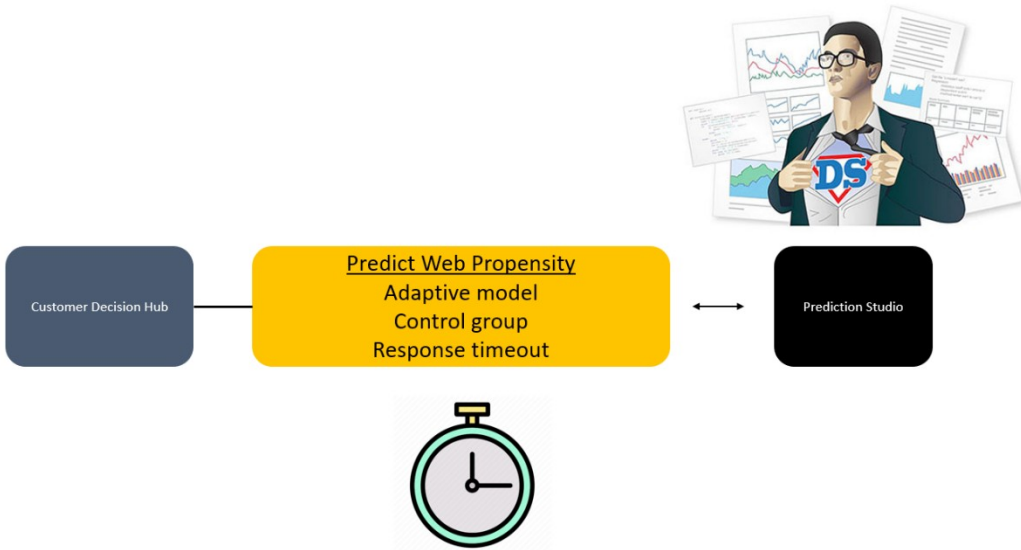 DS
Customer Decision Hub
Predict Web Propensity
Adaptive model
Control group
Response timeout
Prediction Studio